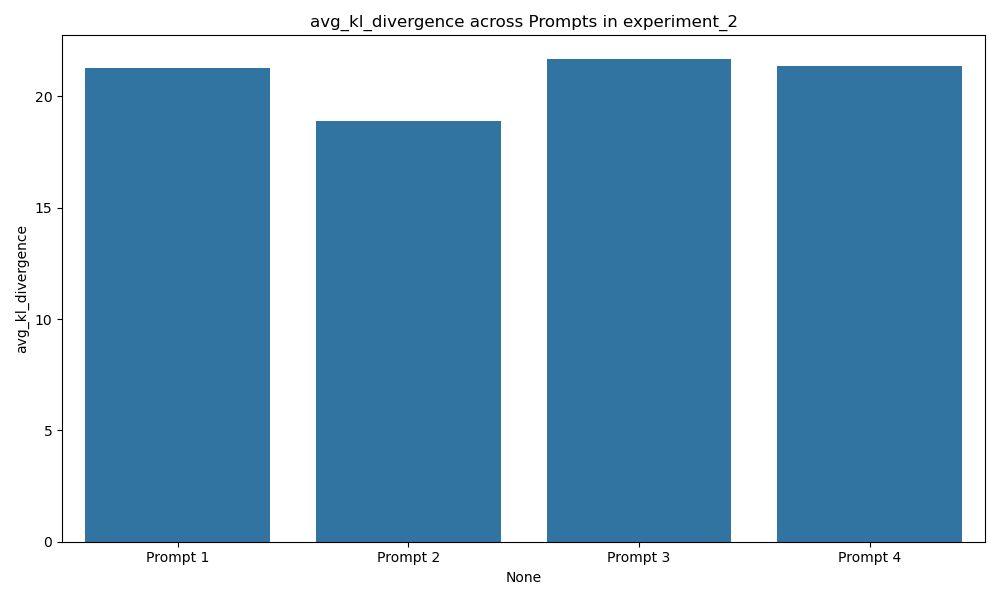 avg_kl_divergence across Prompts in experiment_2
avg_kl_divergence
20
15
10
5
0
Prompt 1
Prompt 2
Prompt 3
Prompt 4
None